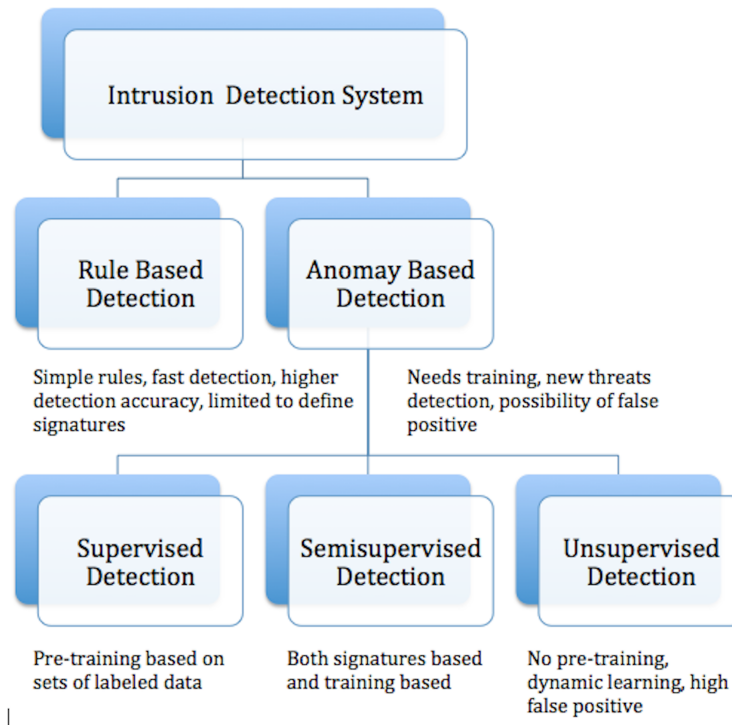 Intrusion Detection System
Rule Based
Detection
Anomay Based
Detection
Simple rules, fast detection, higher
detection accuracy, limited to define
signatures
Needs training, new threats
detection, possibility of false
positive
Supervised
Detection
Semisupervised
Detection
Unsupervised
Detection
Pre-training based on
sets of labeled data
Both signatures based
and training based
No pre-training,
dynamic learning, high
false positive